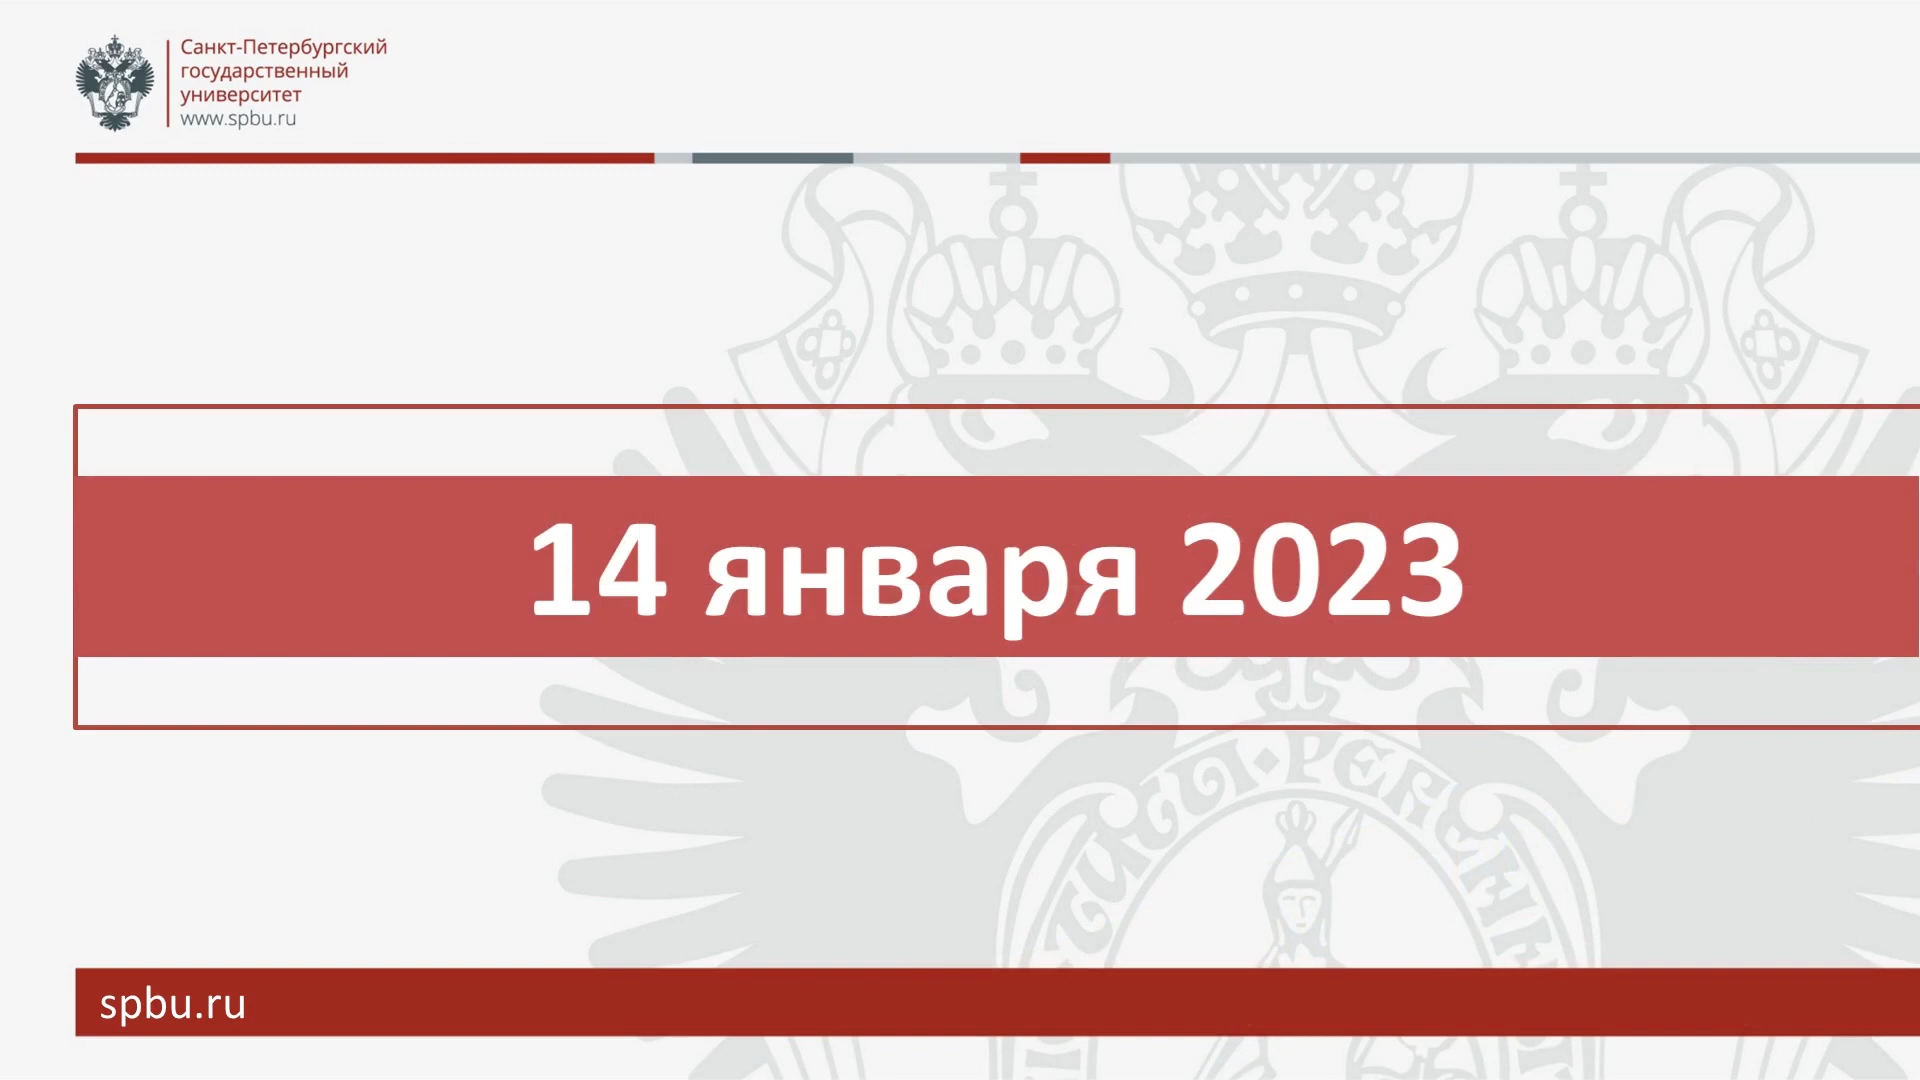 Санкт-Петербургский
государственный
университет
www.spbu.ru
14 января 2023
spbu.ru